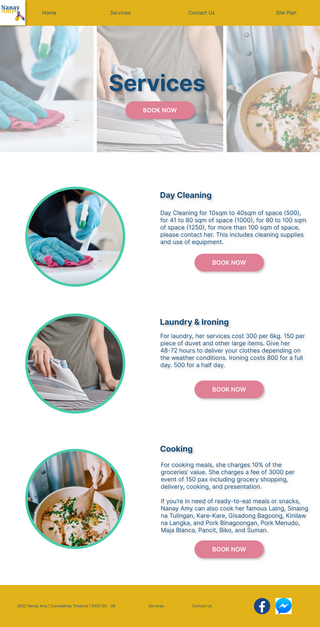 Nanay
Amy
Home
Services
Contact Us
Site Plan
Services
BOOK NOW
Day Cleaning
Day Cleaning for 10sqm to 40sqm of space (500),
for 41 to 80 sqm of space (1000), for 80 to 100 sqm
of space (1250), for more than 100 sqm of space,
please contact her. This includes cleaning supplies
and use of equipment.
BOOK NOW
Laundry & Ironing
For laundry, her services cost 300 per 6kg. 150 per
piece of duvet and other large items. Give her
48-72 hours to deliver your clothes depending on
the weather conditions. Ironing costs 800 for a full
day. 500 for a half day.
BOOK NOW
Cooking
For cooking meals, she charges 10% of the
groceries' value. She charges a fee of 3000 per
event of 150 pax including grocery shopping,
delivery, cooking, and presentation.
If you're in need of ready-to-eat meals or snacks,
Nanay Amy can also cook her famous Laing, Sinaing
na Tulingan, Kare-Kare, Gisadong Bagoong, Kinilaw
na Langka, and Pork Binagoongan, Pork Menudo,
Maja Blanca, Pancit, Biko, and Suman.
BOOK NOW
2022 Nanay Amy |
Services
Contact Us